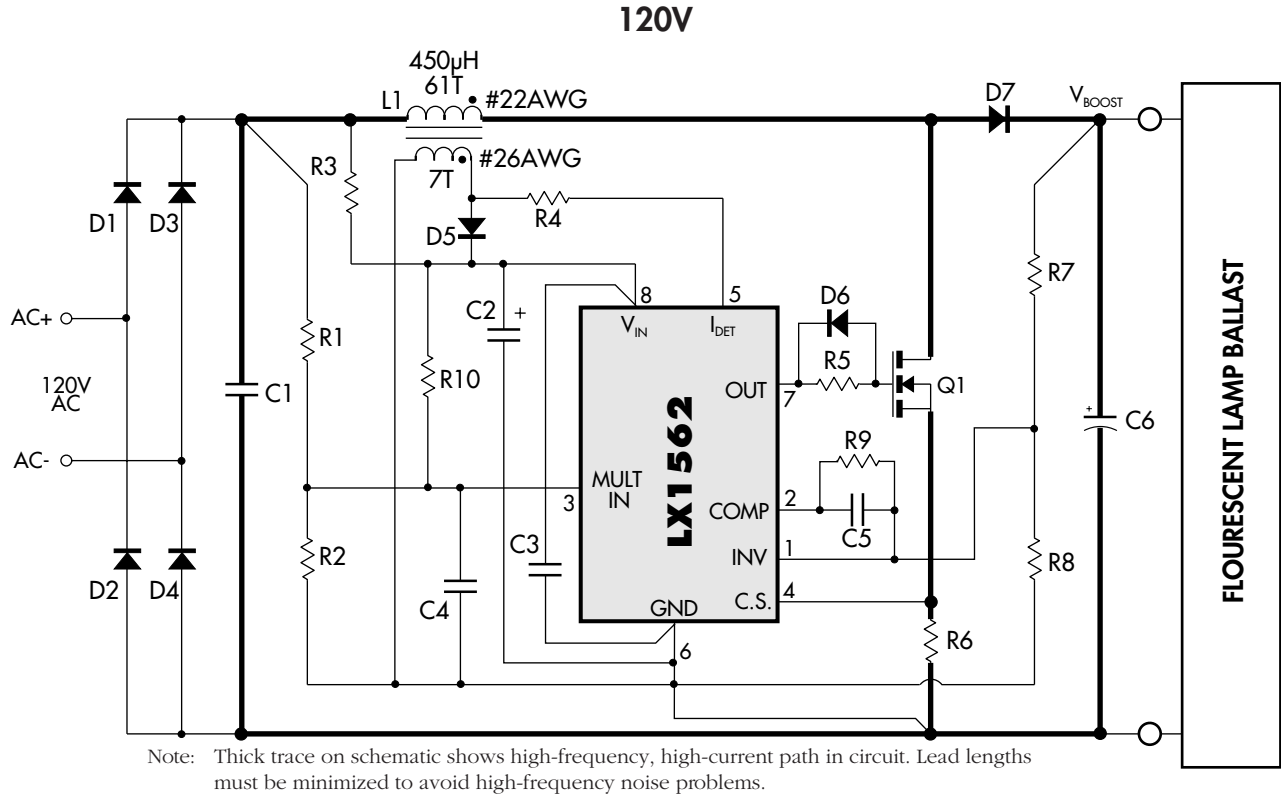 120V
450µH
61T
L1
#22AWG
D7
V_BOOST
#26AWG
7T
R3
R4
D1
D3
D5
R7
C2
+
8
5
D6
AC+
V_IN
I_DET
R1
R5
120V
AC
C1
R10
OUT
7
Q1
+
C6
AC-
LX1562
R9
MULT
IN
3
COMP
2
C5
R2
C3
INV
1
R8
D2
D4
C4
C.S.
4
GND
6
R6
FLOURESCENT LAMP BALLAST
Note: Thick trace on schematic shows high-frequency, high-current path in circuit. Lead lengths
must be minimized to avoid high-frequency noise problems.